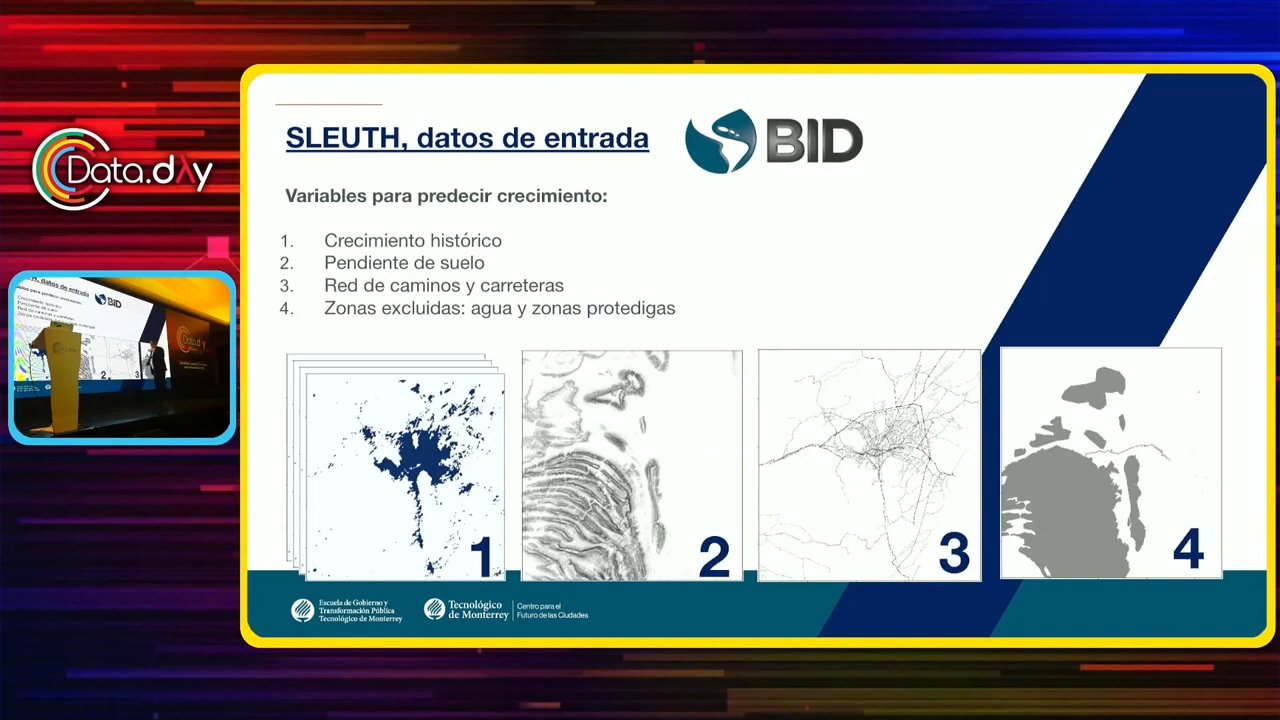 SLEUTH, datos de entrada
BID
Variables para predecir crecimiento:
1. Crecimiento histórico
2. Pendiente de suelo
3. Red de caminos y carreteras
4. Zonas excluidas: agua y zonas protedigas
1
2
3
4
Escuela de Gobierno y
Transformación Pública
Tecnológico de Monterrey
Tecnológico
de Monterrey
Centro para el
Futuro de las Ciudades
Data.dAy
BID